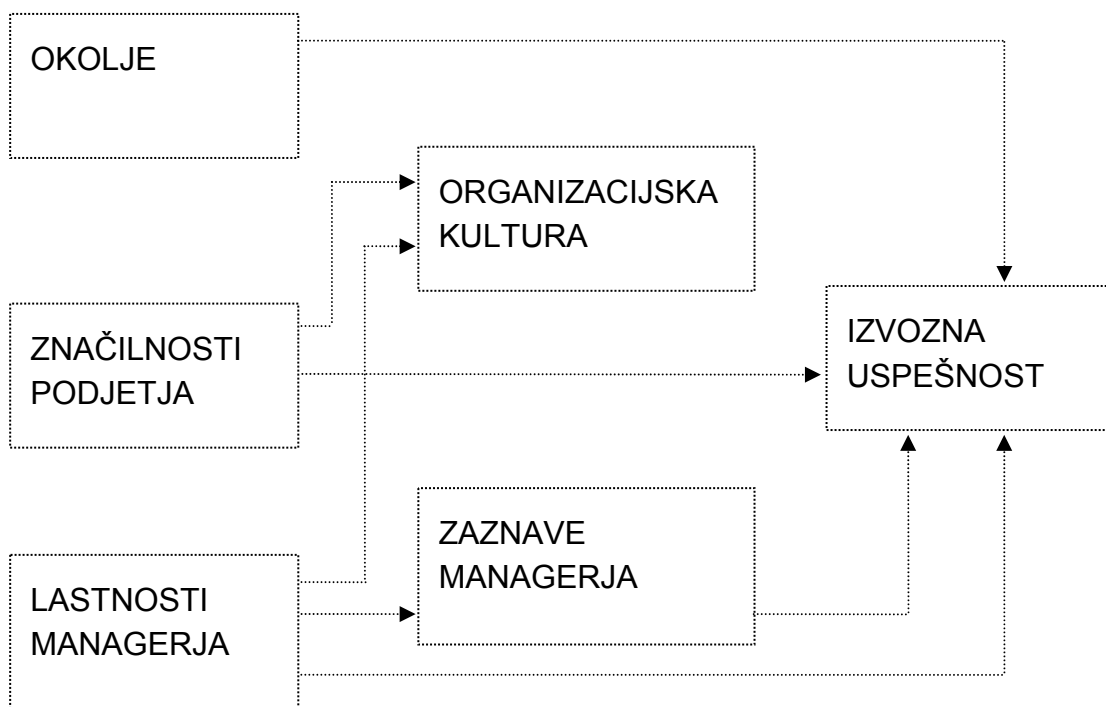 OKOLJE
ORGANIZACIJSKA
KULTURA
ZNAČILNOSTI
PODJETJA
IZVOZNA
USPEŠNOST
ZAZNAVE
MANAGERJA
LASTNOSTI
MANAGERJA